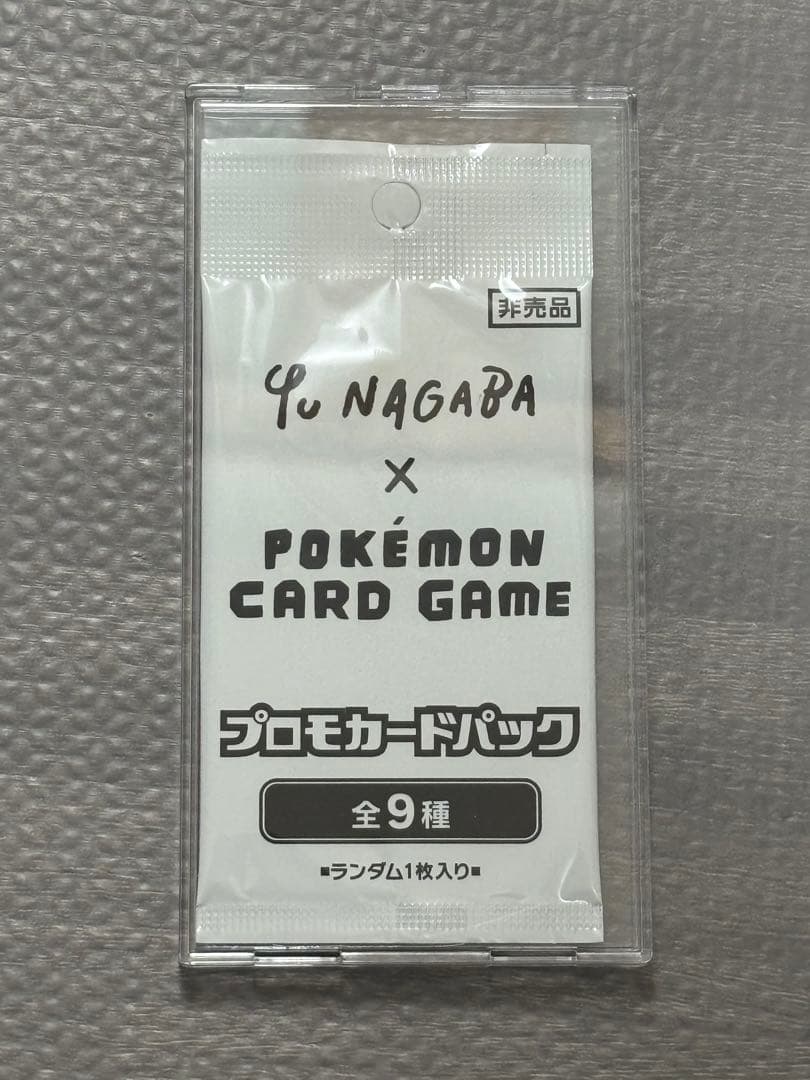 非売品
Yu NAGABA
×
POKÉMON
CARD GAME
プロモカードパック
全9種
■ランダム1枚入り■